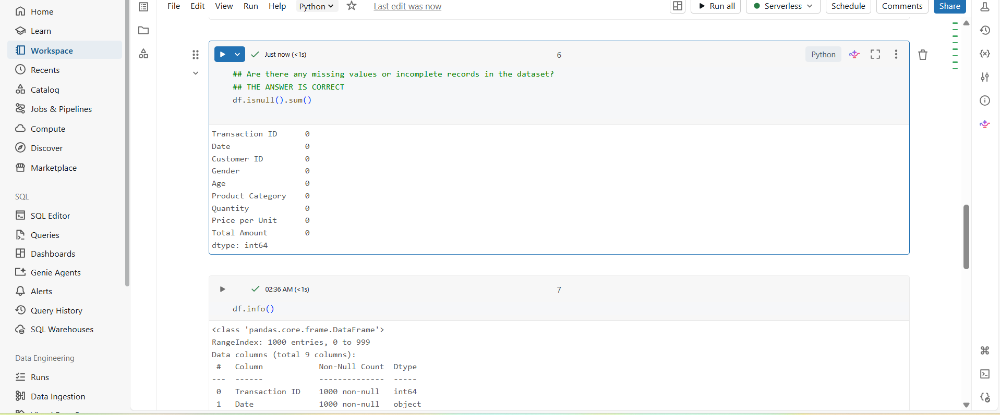 Home
Learn
Workspace
Recents
Catalog
Jobs & Pipelines
Compute
Discover
Marketplace
SQL
SQL Editor
Queries
Dashboards
Genie Agents
Alerts
Query History
SQL Warehouses
Data Engineering
Runs
Data Ingestion
File Edit View Run Help Python Last edit was now Run all Serverless Schedule Comments Share
Just now (<1s) 6 Python
## Are there any missing values or incomplete records in the dataset?
## THE ANSWER IS CORRECT
df.isnull().sum()
Transaction ID 0
Date 0
Customer ID 0
Gender 0
Age 0
Product Category 0
Quantity 0
Price per Unit 0
Total Amount 0
dtype: int64
02:36 AM (<1s) 7
df.info()
<class 'pandas.core.frame.DataFrame'>
RangeIndex: 1000 entries, 0 to 999
Data columns (total 9 columns):
# Column Non-Null Count Dtype
--- ------ -------------- -----
0 Transaction ID 1000 non-null int64
1 Date 1000 non-null object